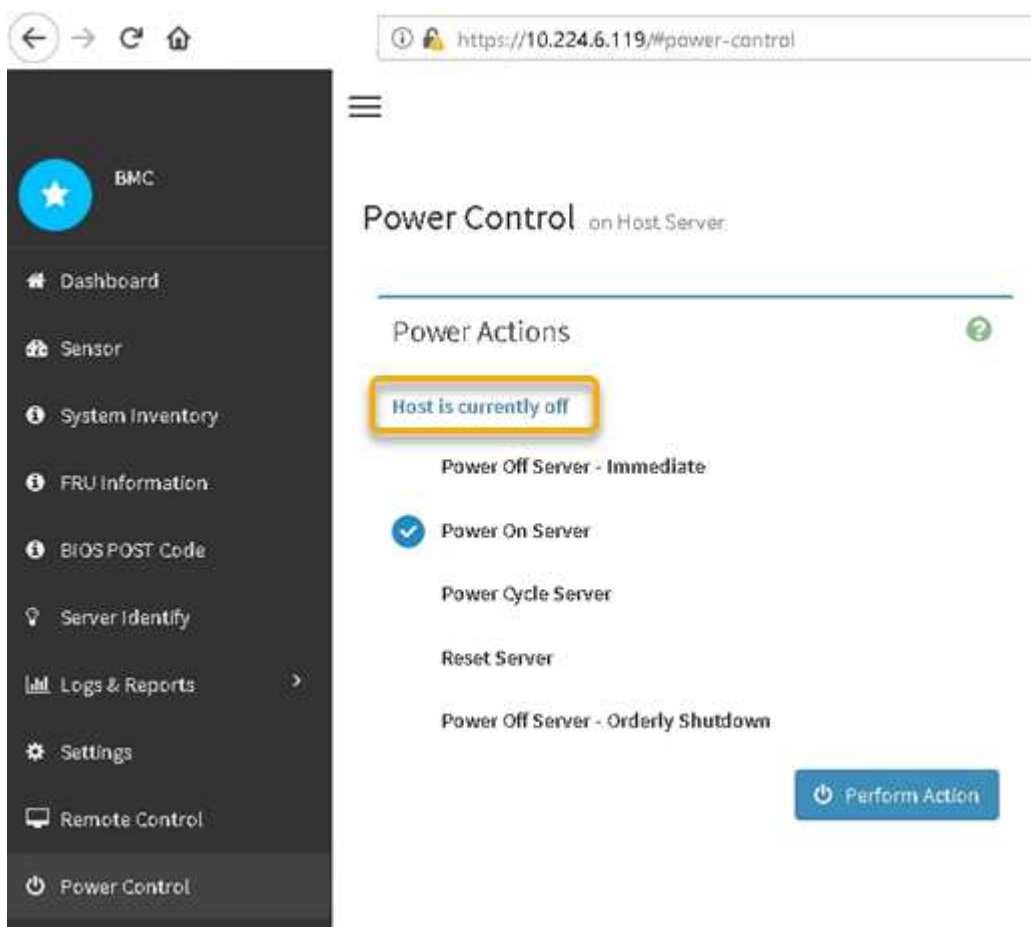 https://10.224.6.119/#power-control
BMC
Dashboard
Sensor
System Inventory
FRU Information
BIOS POST Code
Server Identify
Logs & Reports
Settings
Remote Control
Power Control
Power Control on Host Server
Power Actions
Host is currently off
Power Off Server - Immediate
Power On Server
Power Cycle Server
Reset Server
Power Off Server - Orderly Shutdown
Perform Action